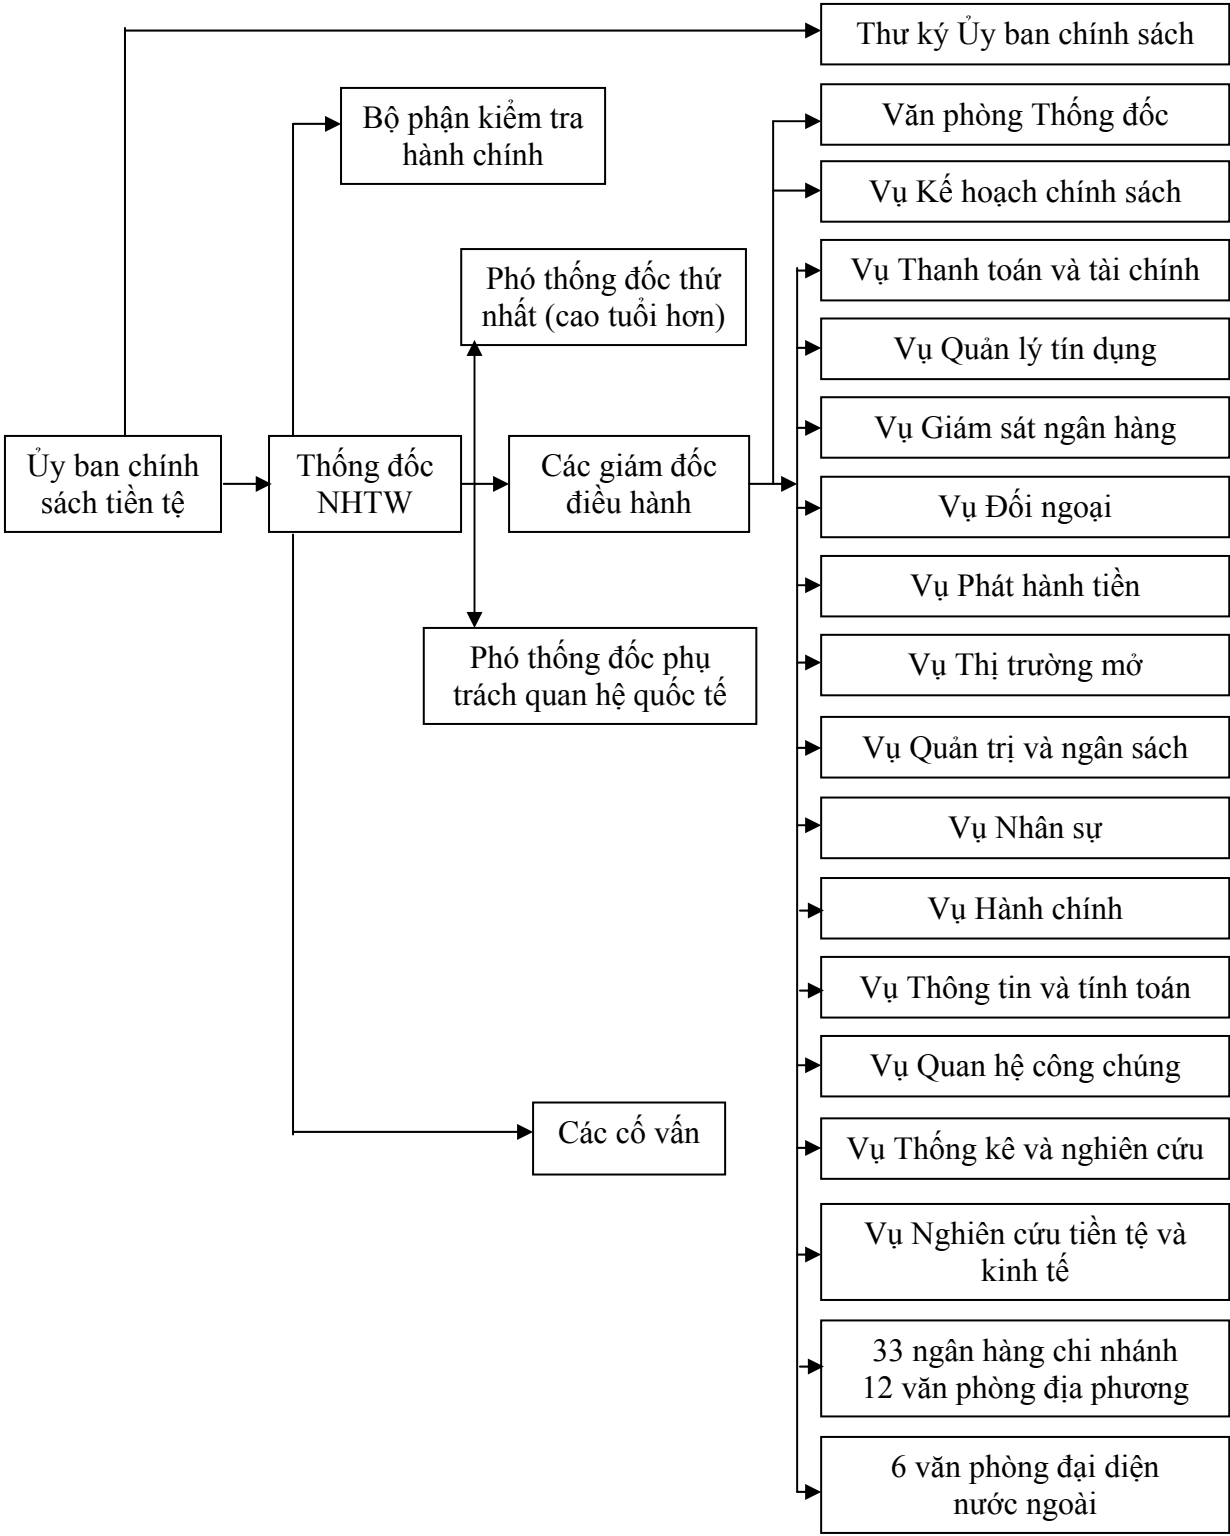 Thư ký Ủy ban chính sách
Bộ phận kiểm tra
hành chính
Văn phòng Thống đốc
Vụ Kế hoạch chính sách
Phó thống đốc thứ
nhất (cao tuổi hơn)
Vụ Thanh toán và tài chính
Vụ Quản lý tín dụng
Vụ Giám sát ngân hàng
Ủy ban chính
sách tiền tệ
Thống đốc
NHTW
Các giám đốc
điều hành
Vụ Đối ngoại
Vụ Phát hành tiền
Phó thống đốc phụ
trách quan hệ quốc tế
Vụ Thị trường mở
Vụ Quản trị và ngân sách
Vụ Nhân sự
Vụ Hành chính
Vụ Thông tin và tính toán
Vụ Quan hệ công chúng
Các cố vấn
Vụ Thống kê và nghiên cứu
Vụ Nghiên cứu tiền tệ và
kinh tế
33 ngân hàng chi nhánh
12 văn phòng địa phương
6 văn phòng đại diện
nước ngoài